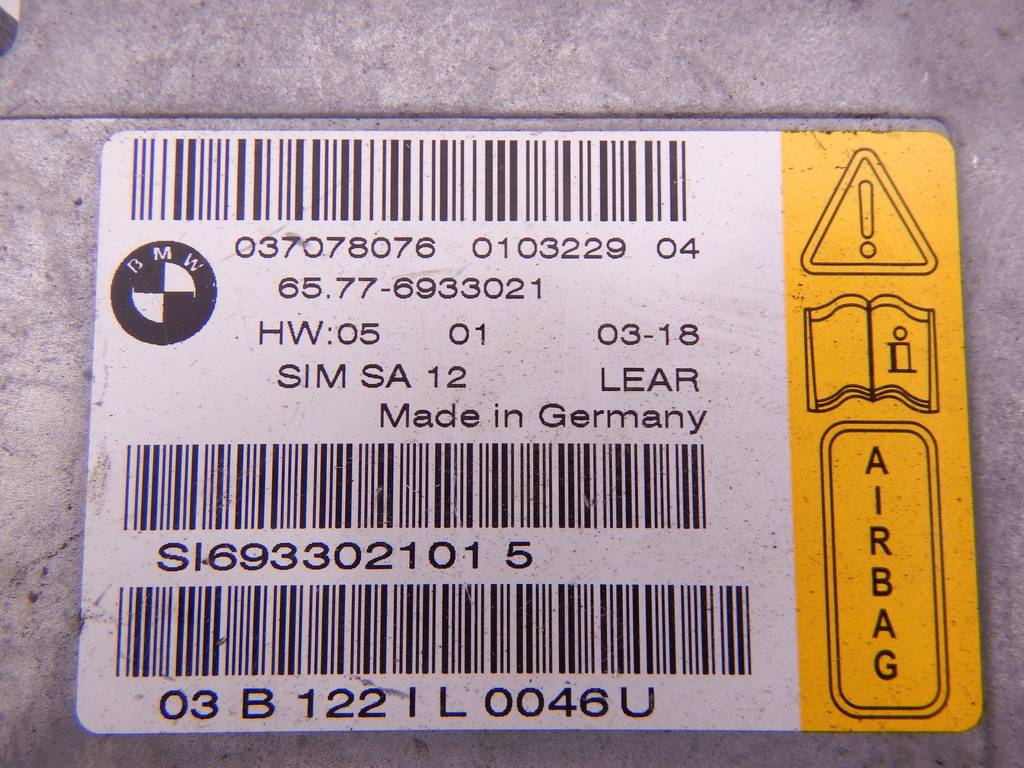 037078076 0103229 04
BMW
65.77-6933021
HW:05 01 03-18
SIM SA 12 LEAR
Made in Germany
SI693302101 5
03 B 122 I L 0046 U
i
AIRBAG